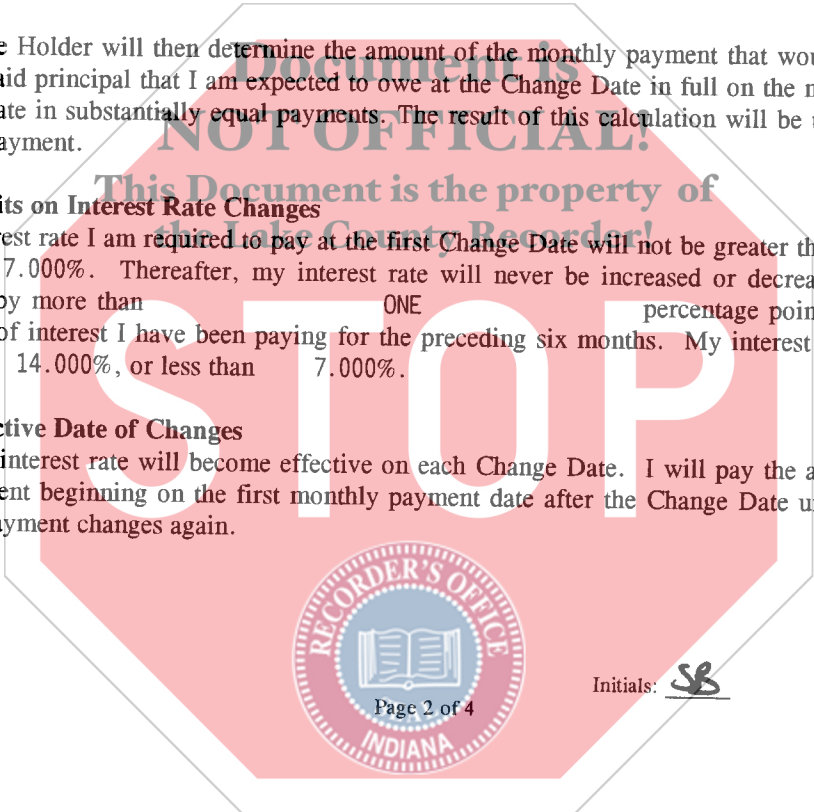 e Holder will then determine the amount of the monthly payment that wou
aid principal that I am expected to owe at the Change Date in full on the m
ate in substantially equal payments. The result of this calculation will be t
ayment.
Document is
NOT OFFICIAL!
This Document is the property of
the Lake County Recorder!
its on Interest Rate Changes
rest rate I am required to pay at the first Change Date will not be greater th
7.000%. Thereafter, my interest rate will never be increased or decrea
by more than ONE percentage poin
of interest I have been paying for the preceding six months. My interest
14.000%, or less than 7.000%.
STOP
ctive Date of Changes
interest rate will become effective on each Change Date. I will pay the a
ent beginning on the first monthly payment date after the Change Date u
ayment changes again.
RECORDER'S OFFICE
INDIANA
Initials: SB
Page 2 of 4